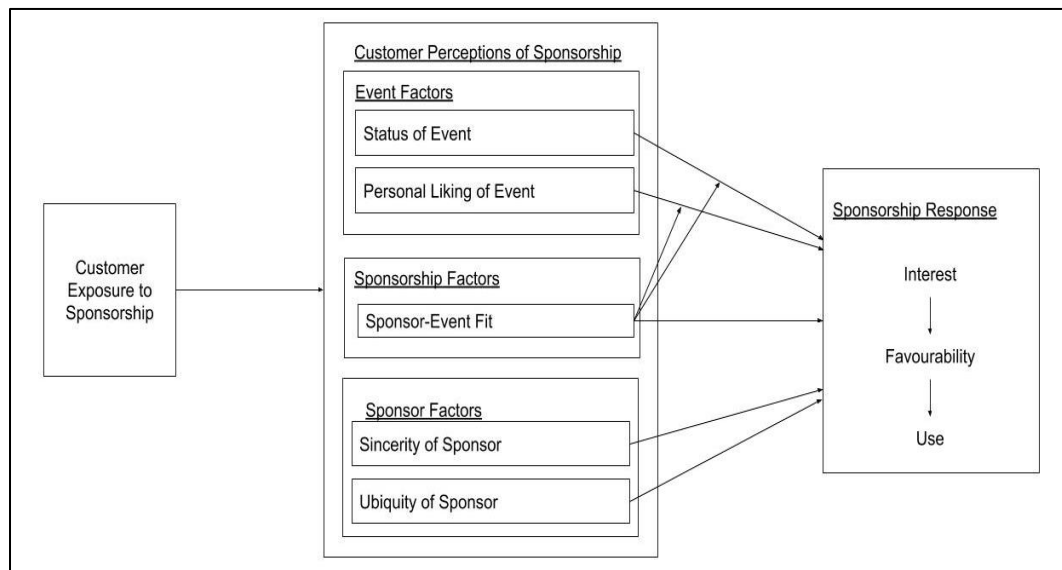 Customer
Exposure to
Sponsorship
Customer Perceptions of Sponsorship
Event Factors
Status of Event
Personal Liking of Event
Sponsorship Factors
Sponsor-Event Fit
Sponsor Factors
Sincerity of Sponsor
Ubiquity of Sponsor
Sponsorship Response
Interest
Favourability
Use